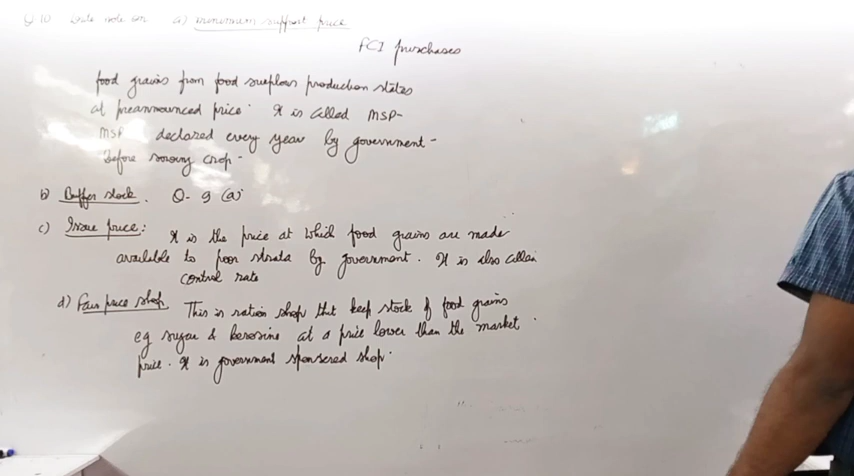 Q 10. Write note on a) minimum support price
FCI purchases
food grains from food surplus production states
at preannounced price. It is called MSP-
MSP declared every year by government-
before sowing crop-
b) Buffer stock. Q- 9 (a)
c) Issue price: It is the price at which food grains are made
available to poor strata by government. It is also
control rate
d) Fair price shop This is ration shop that keep stock of food grains
eg sugar & kerosine at a price lower than the market
price. It is government sponsered shop.